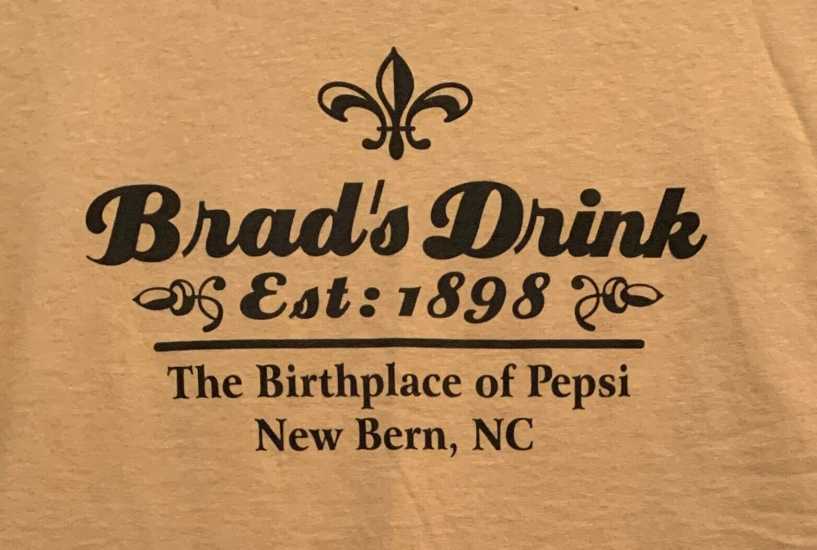 Brad's Drink
Est: 1898
The Birthplace of Pepsi
New Bern, NC